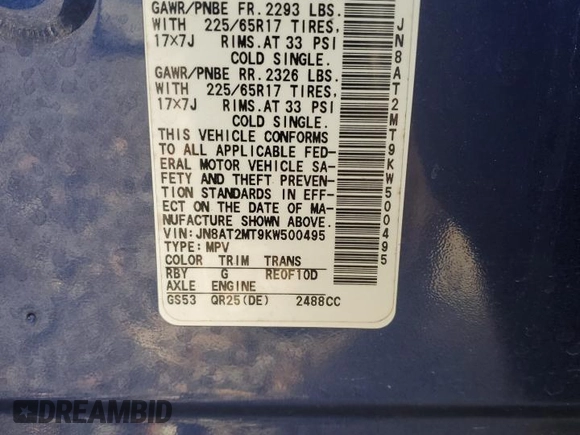 GAWR/PNBE FR. 2293 LBS.
WITH 225/65R17 TIRES,
17×7J RIMS.AT 33 PSI
COLD SINGLE.
GAWR/PNBE RR. 2326 LBS.
WITH 225/65R17 TIRES,
17×7J RIMS.AT 33 PSI
COLD SINGLE.
THIS VEHICLE CONFORMS
TO ALL APPLICABLE FED-
ERAL MOTOR VEHICLE SA-
FETY AND THEFT PREVEN-
TION STANDARDS IN EFF-
ECT ON THE DATE OF MA-
NUFACTURE SHOWN ABOVE.
VIN:JN8AT2MT9KW500495
TYPE:MPV
COLOR TRIM TRANS
RBY G RE0F10D
AXLE ENGINE
GS53 QR25(DE) 2488CC
JN8AT2MT9KW500495
DREAMBID